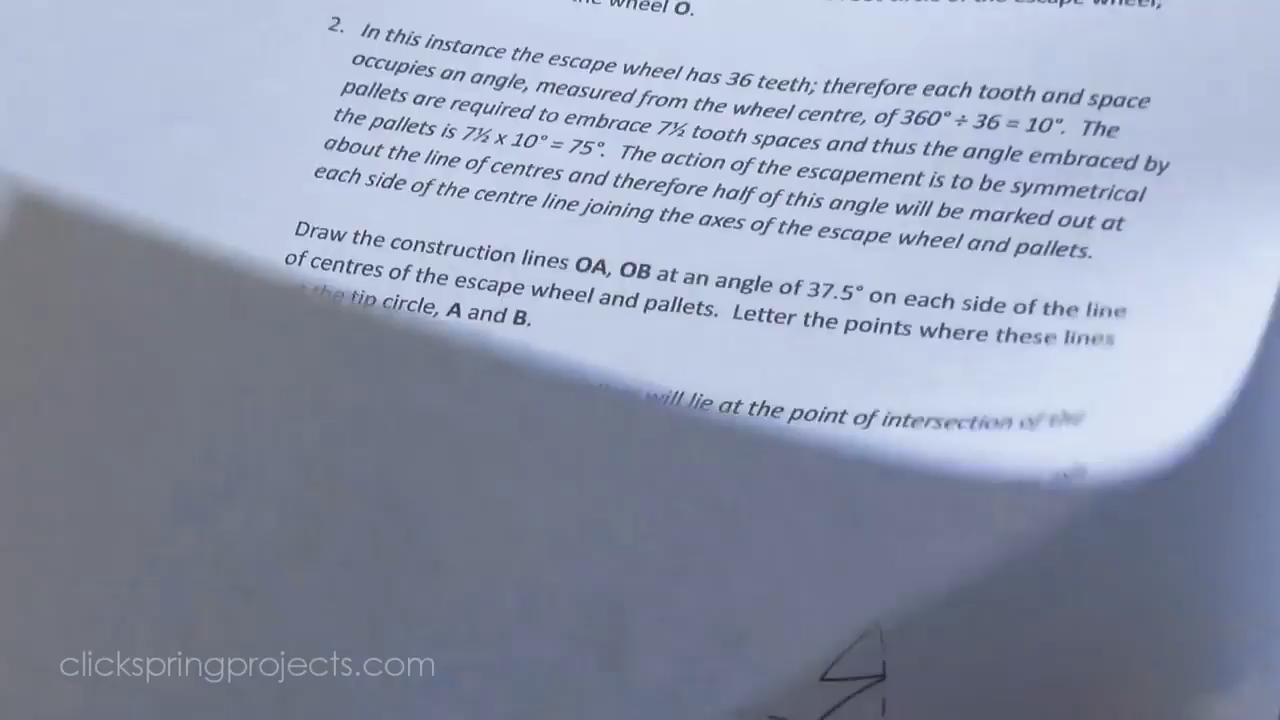 wheel O.
2. In this instance the escape wheel has 36 teeth; therefore each tooth and space
occupies an angle, measured from the wheel centre, of 360° ÷ 36 = 10°. The
pallets are required to embrace 7½ tooth spaces and thus the angle embraced by
the pallets is 7½ x 10° = 75°. The action of the escapement is to be symmetrical
about the line of centres and therefore half of this angle will be marked out at
each side of the centre line joining the axes of the escape wheel and pallets.
Draw the construction lines OA, OB at an angle of 37.5° on each side of the line
of centres of the escape wheel and pallets. Letter the points where these lines
the tip circle, A and B.
will lie at the point of intersection of the
clickspringprojects.com